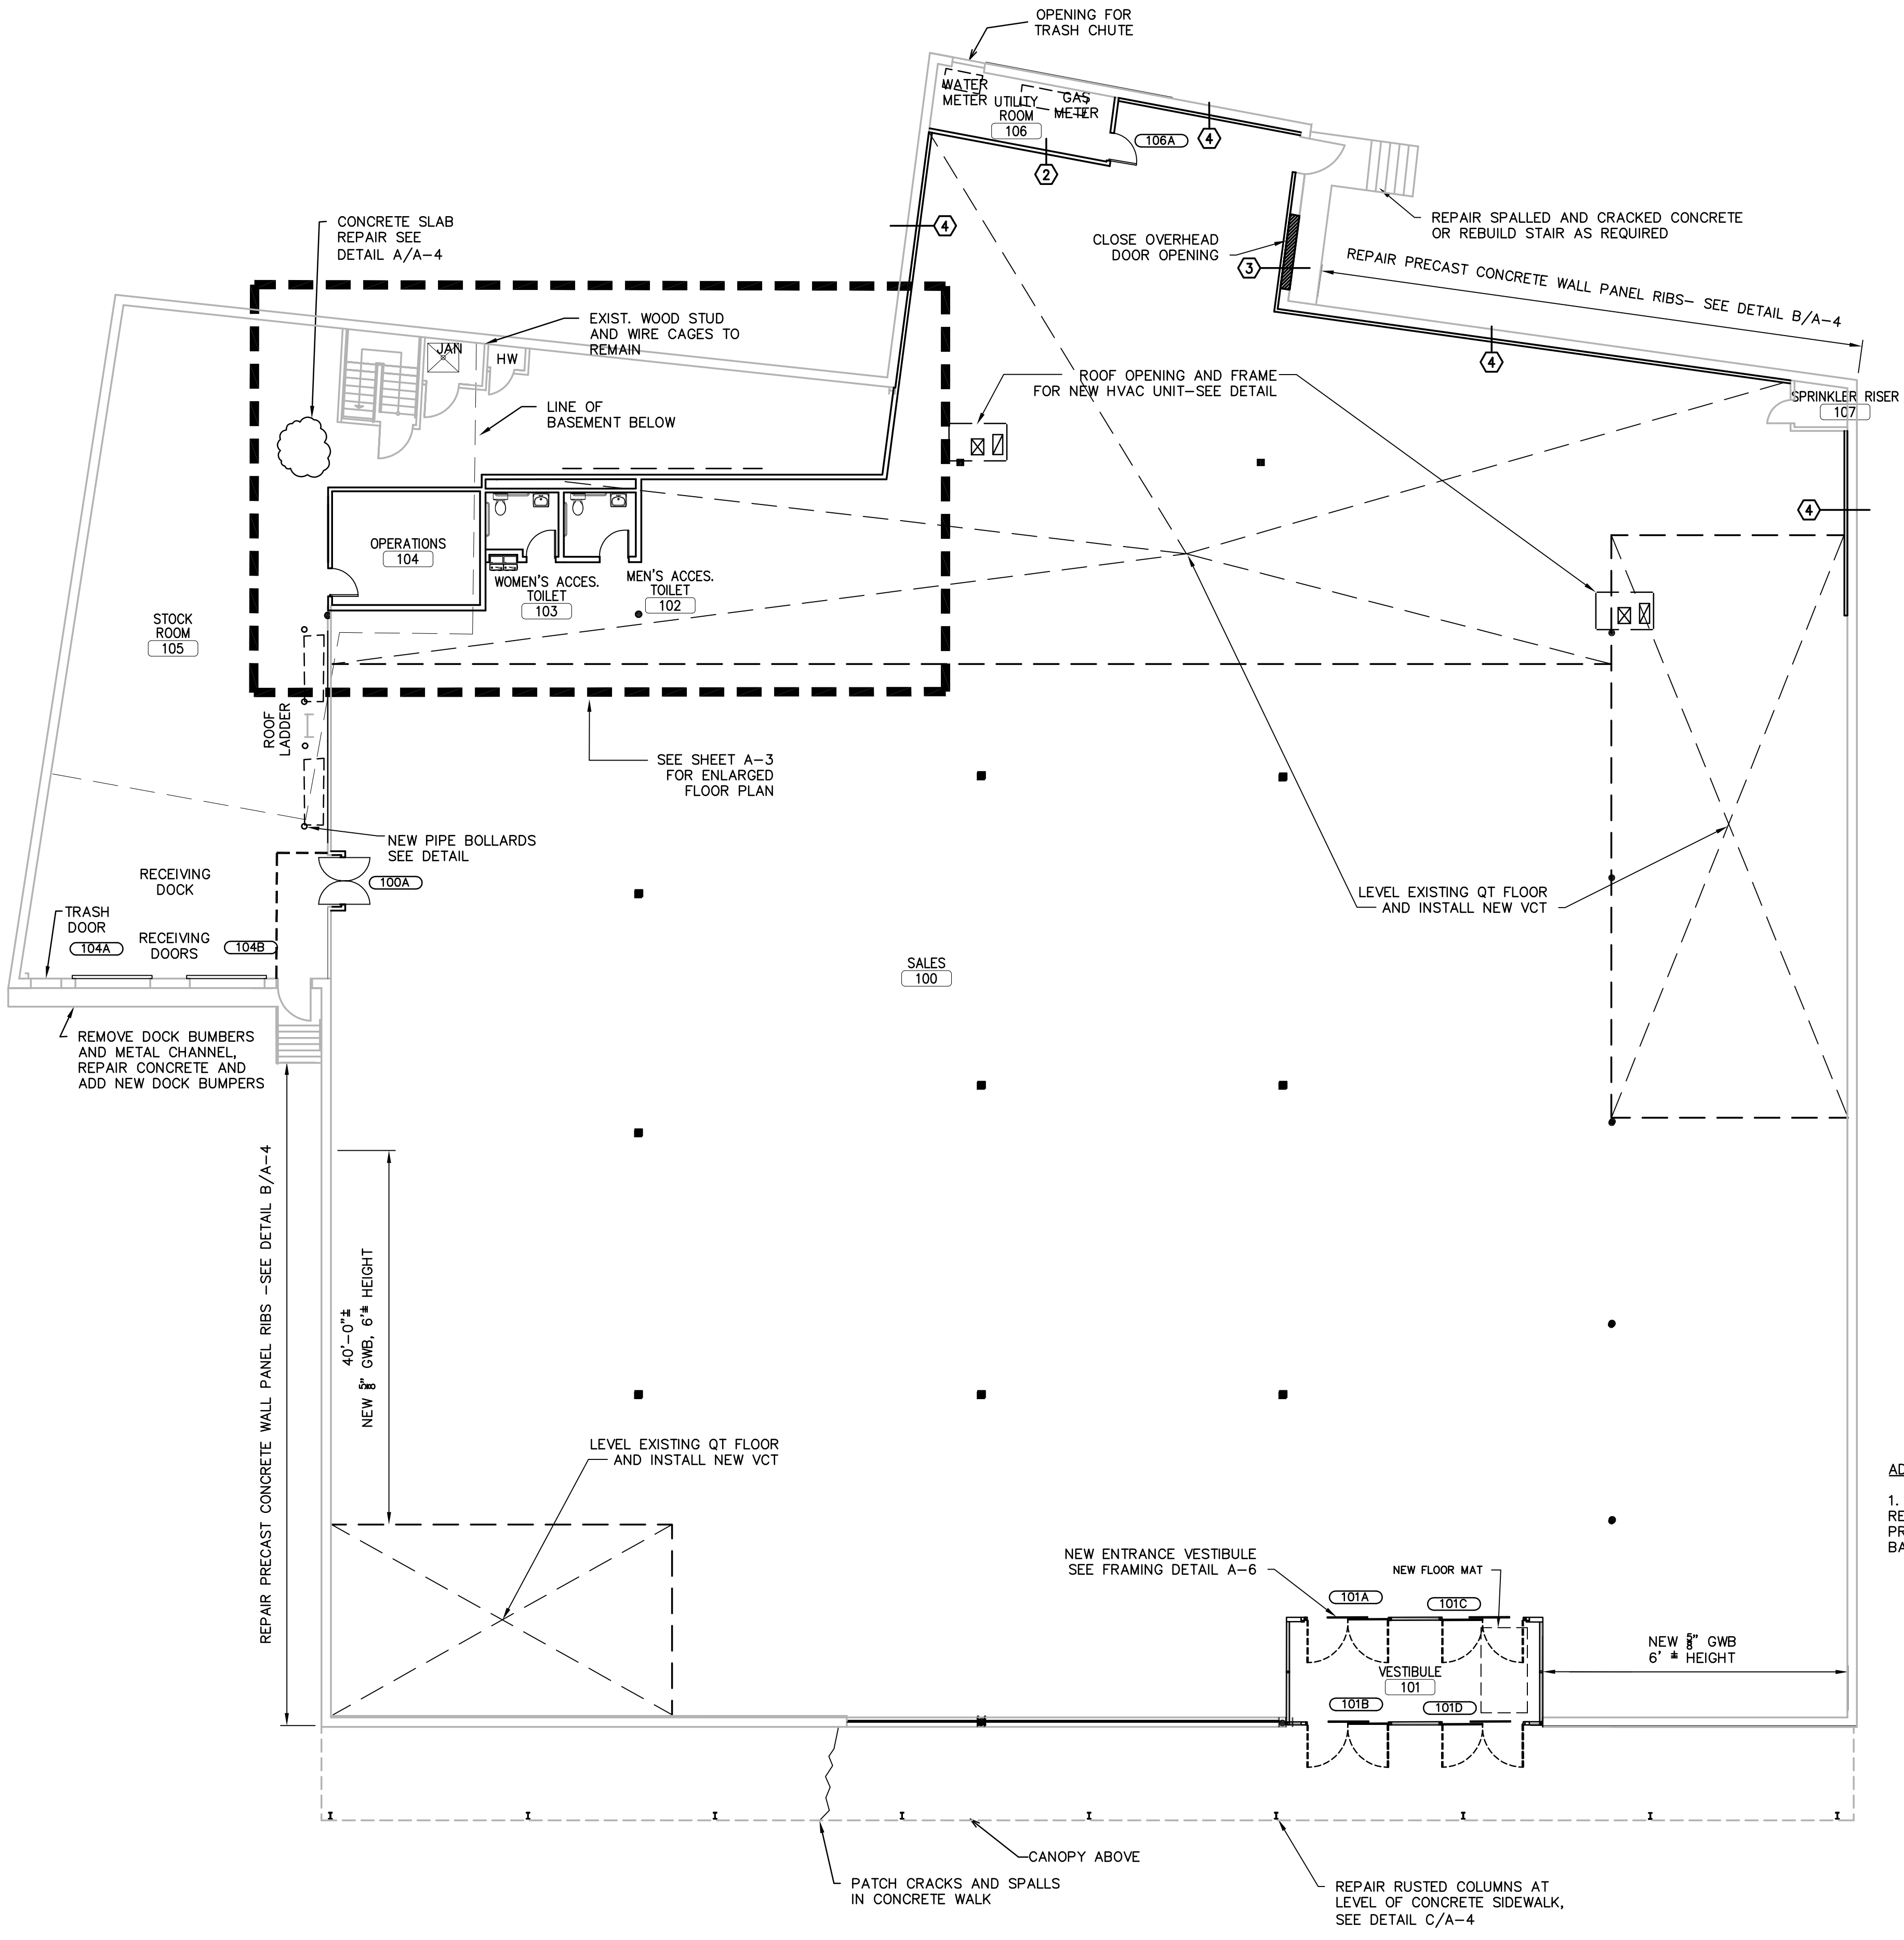 OPENING FOR
TRASH CHUTE
WATER
METER
UTILITY
ROOM
106
GAS
METER
106A
4
2
4
CONCRETE SLAB
REPAIR SEE
DETAIL A/A-4
REPAIR SPALLED AND CRACKED CONCRETE
OR REBUILD STAIR AS REQUIRED
CLOSE OVERHEAD
DOOR OPENING
3
REPAIR PRECAST CONCRETE WALL PANEL RIBS- SEE DETAIL B/A-4
4
EXIST. WOOD STUD
AND WIRE CAGES TO
REMAIN
JAN
HW
ROOF OPENING AND FRAME
FOR NEW HVAC UNIT-SEE DETAIL
SPRINKLER RISER
107
LINE OF
BASEMENT BELOW
4
OPERATIONS
104
WOMEN'S ACCES.
TOILET
103
MEN'S ACCES.
TOILET
102
STOCK
ROOM
105
ROOF
LADDER
SEE SHEET A-3
FOR ENLARGED
FLOOR PLAN
NEW PIPE BOLLARDS
SEE DETAIL
RECEIVING
DOCK
100A
LEVEL EXISTING QT FLOOR
AND INSTALL NEW VCT
TRASH
DOOR
104A
RECEIVING
DOORS
104B
SALES
100
REMOVE DOCK BUMBERS
AND METAL CHANNEL,
REPAIR CONCRETE AND
ADD NEW DOCK BUMPERS
REPAIR PRECAST CONCRETE WALL PANEL RIBS -SEE DETAIL B/A-4
40'-0"±
NEW 5/8" GWB, 6'± HEIGHT
LEVEL EXISTING QT FLOOR
AND INSTALL NEW VCT
AD
1.
RE
PR
BA
NEW ENTRANCE VESTIBULE
SEE FRAMING DETAIL A-6
NEW FLOOR MAT
101A
101C
NEW 5/8" GWB
6' ± HEIGHT
VESTIBULE
101
101B
101D
CANOPY ABOVE
PATCH CRACKS AND SPALLS
IN CONCRETE WALK
REPAIR RUSTED COLUMNS AT
LEVEL OF CONCRETE SIDEWALK,
SEE DETAIL C/A-4